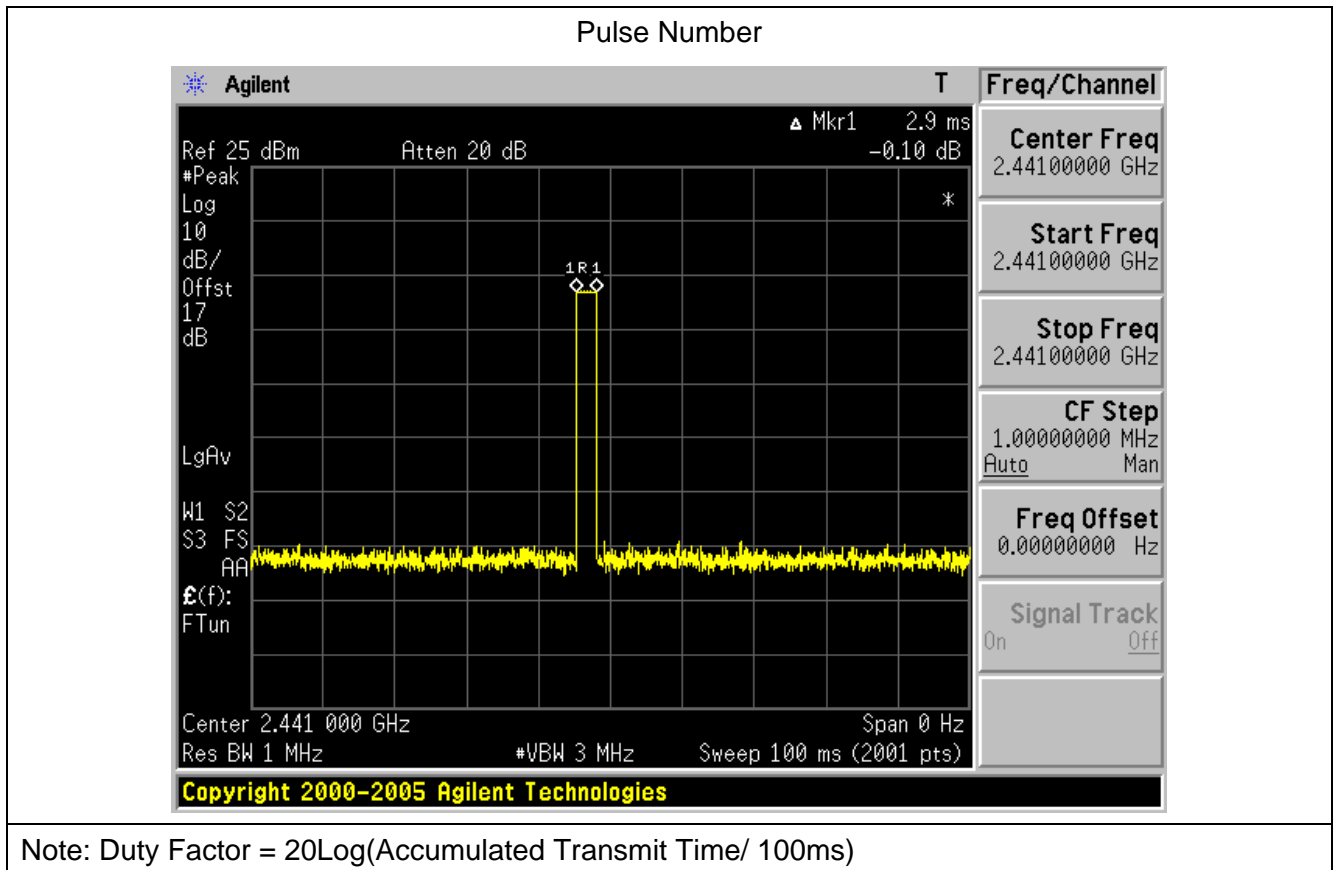 Pulse Number
Agilent T Freq/Channel
Δ Mkr1 2.9 ms
Ref 25 dBm Atten 20 dB -0.10 dB
#Peak
Log
10
dB/
Offst
17
dB
*
1R 1
LgAv
W1 S2
S3 FS
AA
£(f):
FTun
Center 2.441 000 GHz Span 0 Hz
Res BW 1 MHz #VBW 3 MHz Sweep 100 ms (2001 pts)
Copyright 2000-2005 Agilent Technologies
Center Freq
2.44100000 GHz
Start Freq
2.44100000 GHz
Stop Freq
2.44100000 GHz
CF Step
1.00000000 MHz
Auto Man
Freq Offset
0.00000000 Hz
Signal Track
On Off
Note: Duty Factor = 20Log(Accumulated Transmit Time/ 100ms)